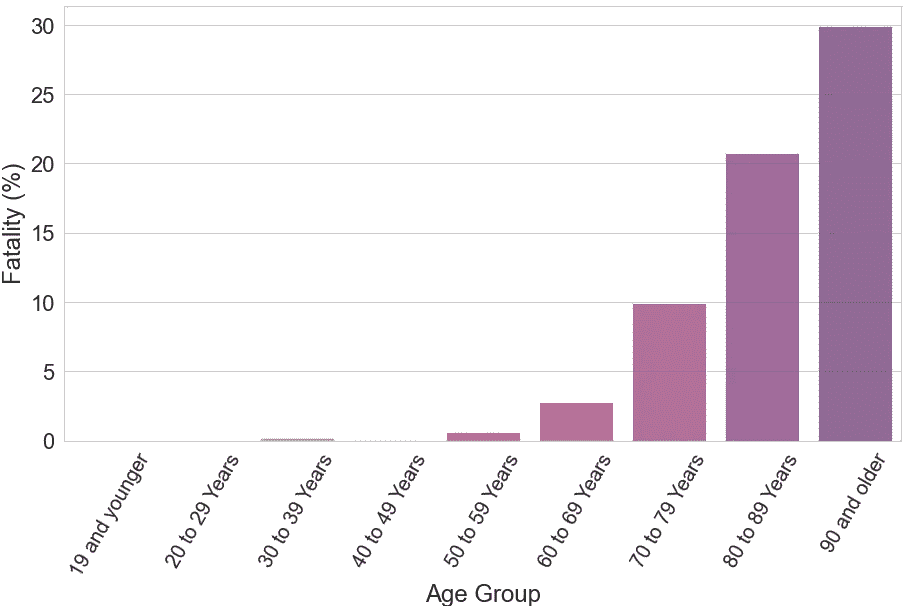 Fatality (%)
30
25
20
15
10
5
0
19 and younger
20 to 29 Years
30 to 39 Years
40 to 49 Years
50 to 59 Years
60 to 69 Years
70 to 79 Years
80 to 89 Years
90 and older
Age Group